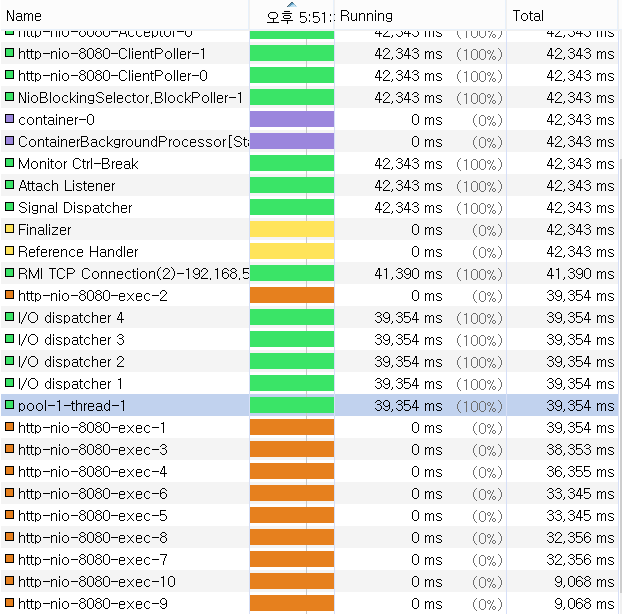 Name 오후 5:51: Running Total
http-nio-8080-Acceptor-0 42,343 ms (100%) 42,343 ms
http-nio-8080-ClientPoller-1 42,343 ms (100%) 42,343 ms
http-nio-8080-ClientPoller-0 42,343 ms (100%) 42,343 ms
NioBlockingSelector.BlockPoller-1 42,343 ms (100%) 42,343 ms
container-0 0 ms (0%) 42,343 ms
ContainerBackgroundProcessor[Sta 0 ms (0%) 42,343 ms
Monitor Ctrl-Break 42,343 ms (100%) 42,343 ms
Attach Listener 42,343 ms (100%) 42,343 ms
Signal Dispatcher 42,343 ms (100%) 42,343 ms
Finalizer 0 ms (0%) 42,343 ms
Reference Handler 0 ms (0%) 42,343 ms
RMI TCP Connection(2)-192,168,5 41,390 ms (100%) 41,390 ms
http-nio-8080-exec-2 0 ms (0%) 39,354 ms
I/O dispatcher 4 39,354 ms (100%) 39,354 ms
I/O dispatcher 3 39,354 ms (100%) 39,354 ms
I/O dispatcher 2 39,354 ms (100%) 39,354 ms
I/O dispatcher 1 39,354 ms (100%) 39,354 ms
pool-1-thread-1 39,354 ms (100%) 39,354 ms
http-nio-8080-exec-1 0 ms (0%) 39,354 ms
http-nio-8080-exec-3 0 ms (0%) 38,353 ms
http-nio-8080-exec-4 0 ms (0%) 36,355 ms
http-nio-8080-exec-6 0 ms (0%) 33,345 ms
http-nio-8080-exec-5 0 ms (0%) 33,345 ms
http-nio-8080-exec-8 0 ms (0%) 32,356 ms
http-nio-8080-exec-7 0 ms (0%) 32,356 ms
http-nio-8080-exec-10 0 ms (0%) 9,068 ms
http-nio-8080-exec-9 0 ms (0%) 9,068 ms